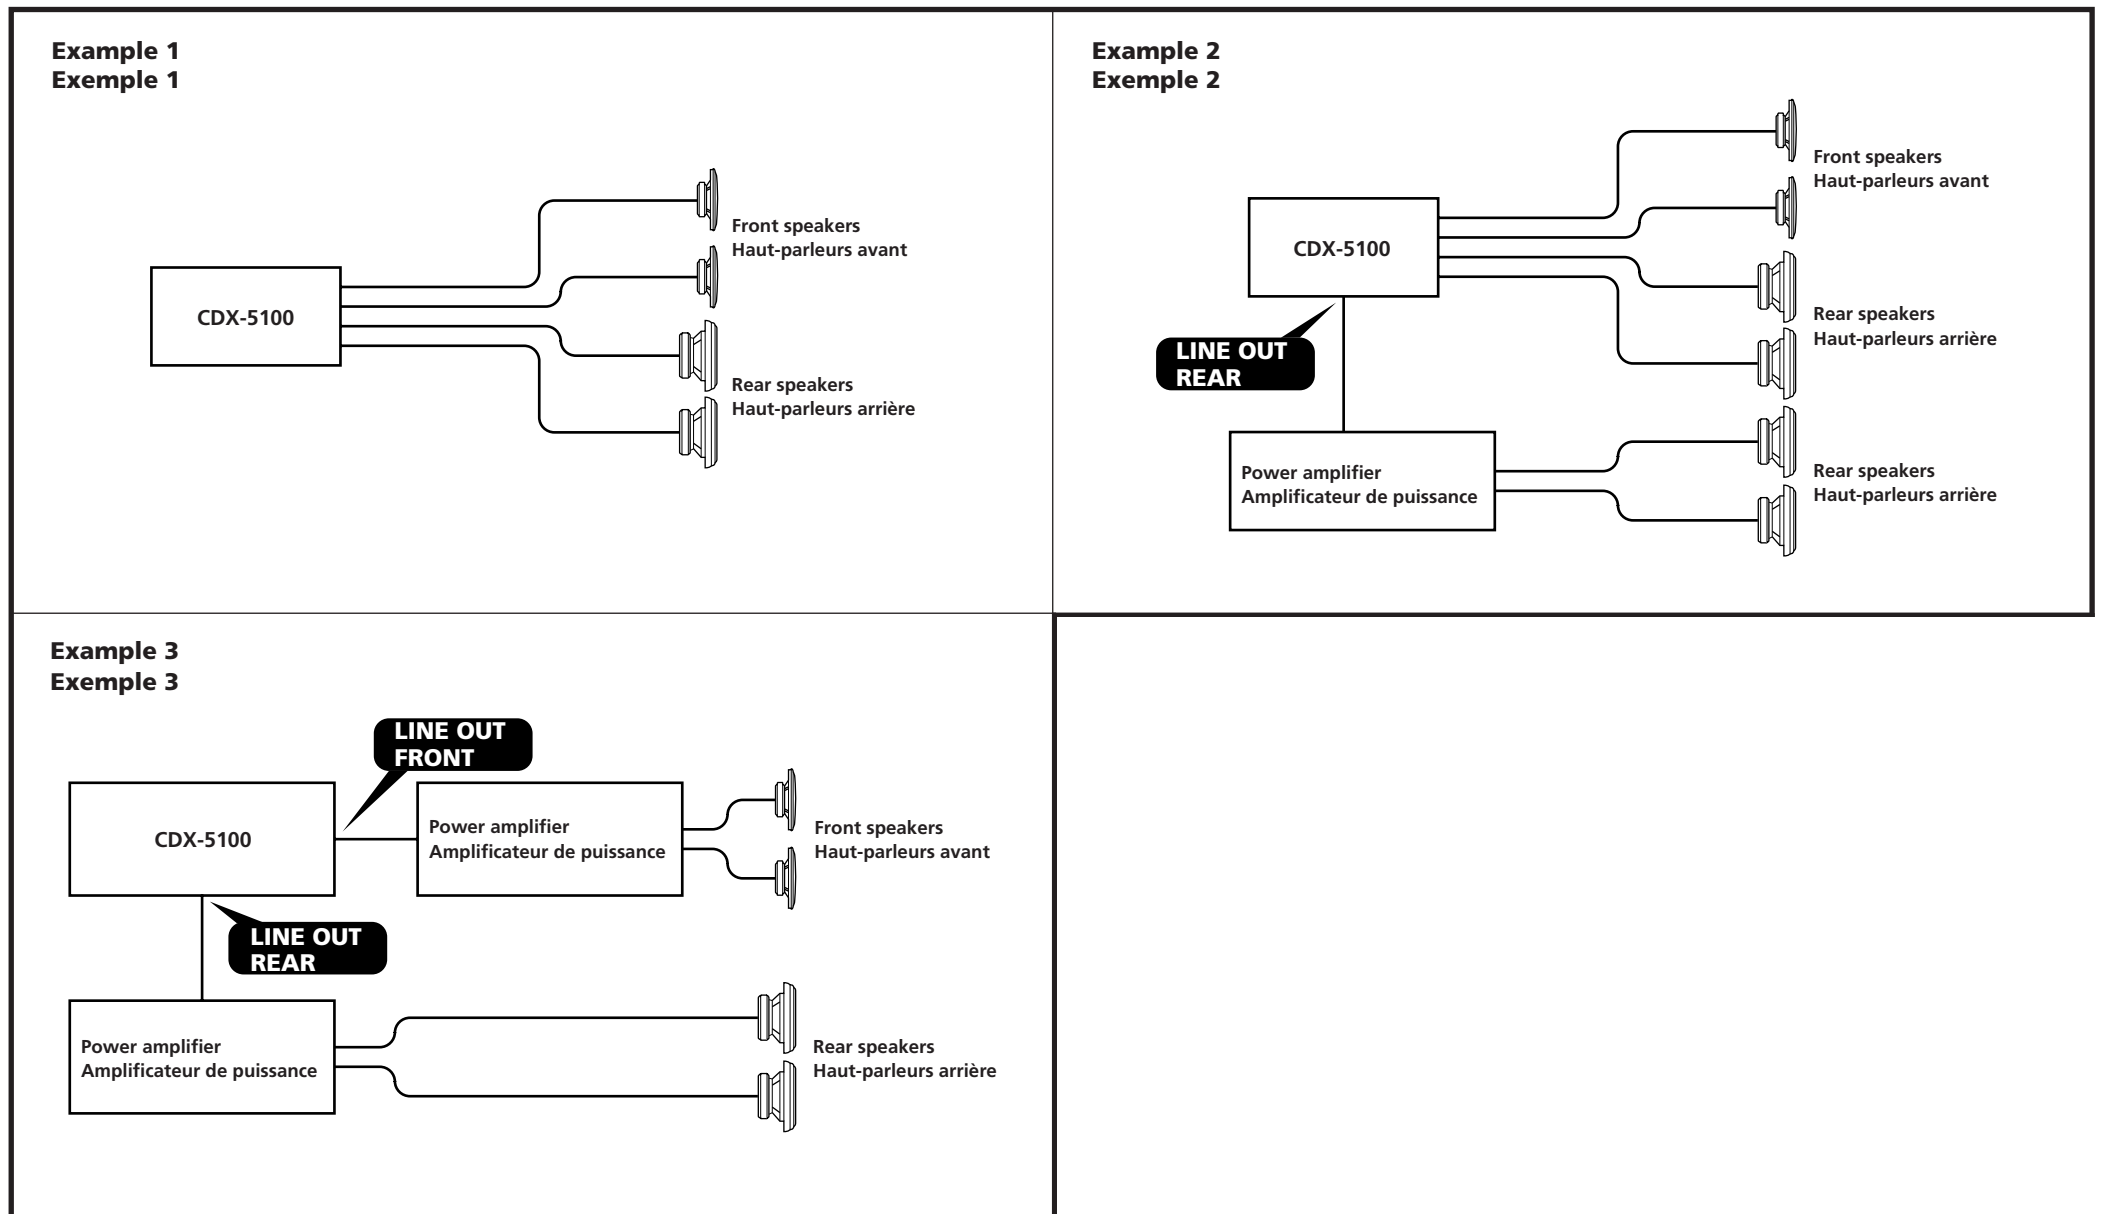 Example 1
Exemple 1
CDX-5100
Front speakers
Haut-parleurs avant
Rear speakers
Haut-parleurs arrière
Example 2
Exemple 2
CDX-5100
Front speakers
Haut-parleurs avant
Rear speakers
Haut-parleurs arrière
LINE OUT
REAR
Power amplifier
Amplificateur de puissance
Rear speakers
Haut-parleurs arrière
Example 3
Exemple 3
LINE OUT
FRONT
CDX-5100
Power amplifier
Amplificateur de puissance
Front speakers
Haut-parleurs avant
LINE OUT
REAR
Power amplifier
Amplificateur de puissance
Rear speakers
Haut-parleurs arrière